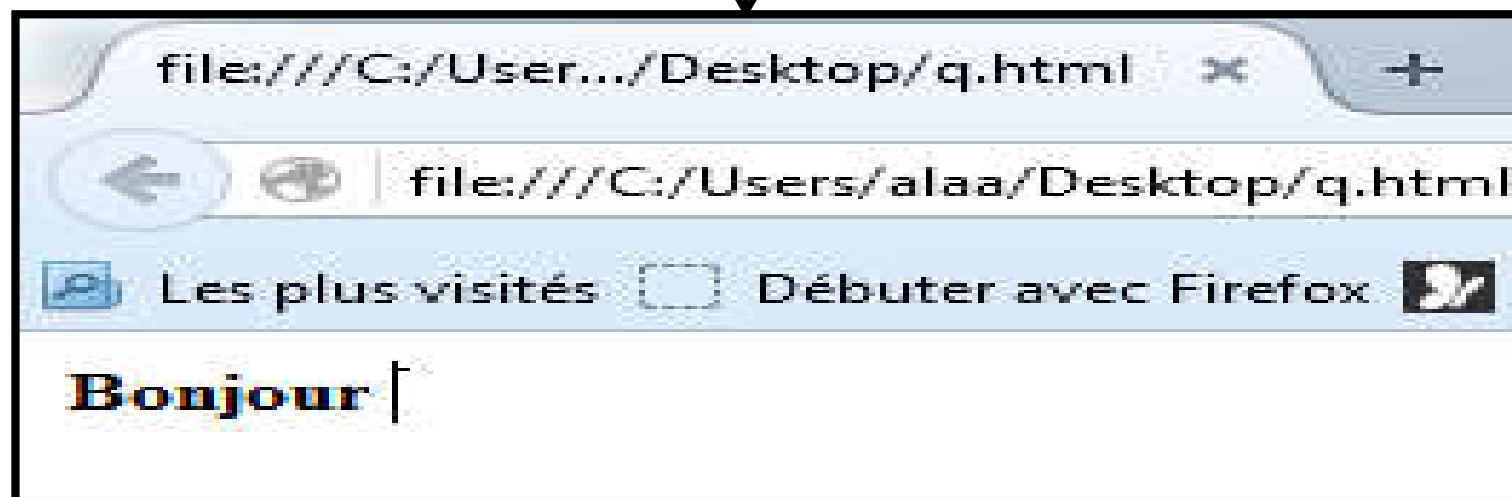 file:///C:/User.../Desktop/q.html
file:///C:/Users/alaa/Desktop/q.html
Les plus visités Débuter avec Firefox
Bonjour